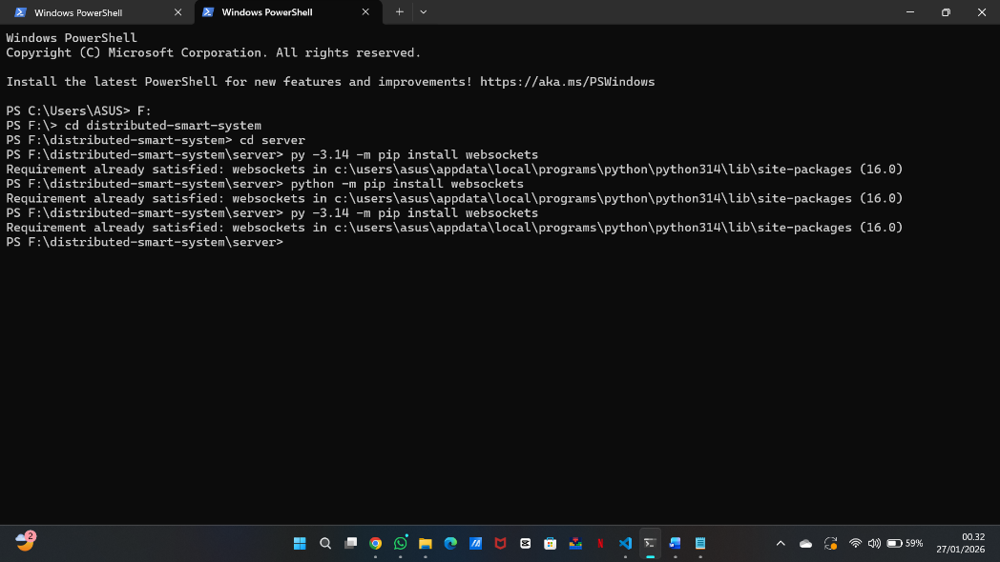 Windows PowerShell
Windows PowerShell
Windows PowerShell
Copyright (C) Microsoft Corporation. All rights reserved.
Install the latest PowerShell for new features and improvements! https://aka.ms/PSWindows
PS C:\Users\ASUS> F:
PS F:\> cd distributed-smart-system
PS F:\distributed-smart-system> cd server
PS F:\distributed-smart-system\server> py -3.14 -m pip install websockets
Requirement already satisfied: websockets in c:\users\asus\appdata\local\programs\python\python314\lib\site-packages (16.0)
PS F:\distributed-smart-system\server> python -m pip install websockets
Requirement already satisfied: websockets in c:\users\asus\appdata\local\programs\python\python314\lib\site-packages (16.0)
PS F:\distributed-smart-system\server> py -3.14 -m pip install websockets
Requirement already satisfied: websockets in c:\users\asus\appdata\local\programs\python\python314\lib\site-packages (16.0)
PS F:\distributed-smart-system\server>
2
59%
00.32
27/01/2026